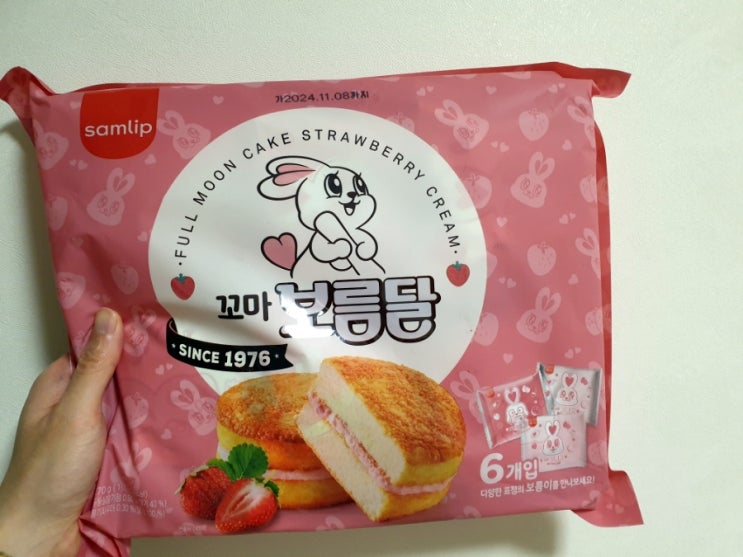 가2024.11.08까지
samlip
· FULL MOON CAKE STRAWBERRY CREAM ·
꼬마 보름달
· SINCE 1976 ·
6개입
다양한 표정의 보름이를 만나보세요!